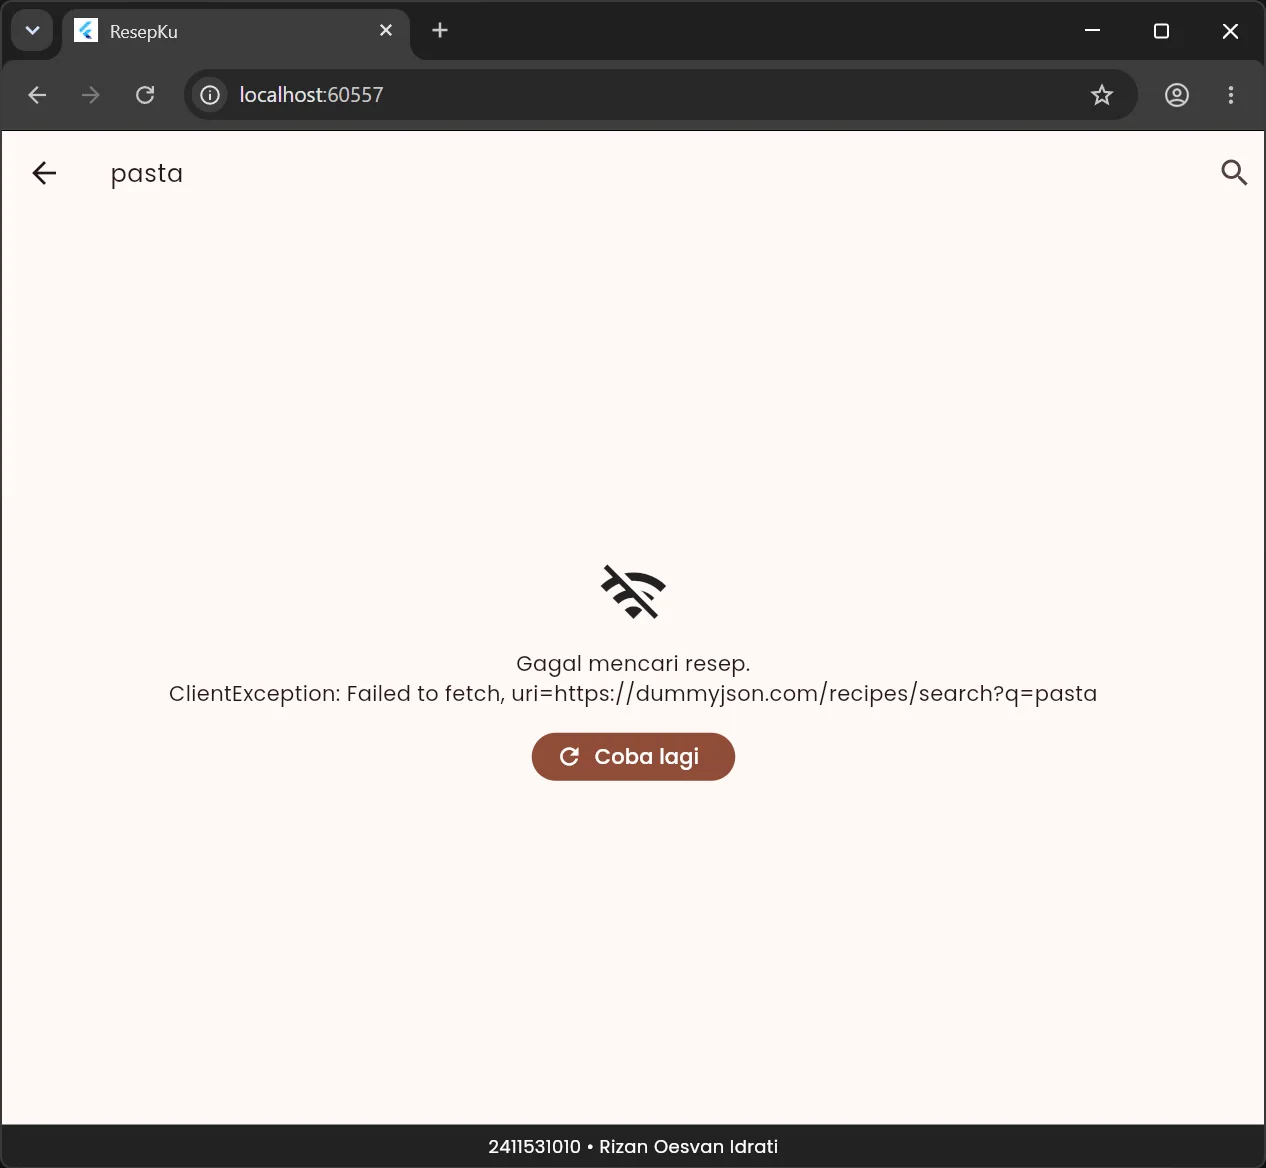 ResepKu
localhost:60557
pasta
Gagal mencari resep.
ClientException: Failed to fetch, uri=https://dummyjson.com/recipes/search?q=pasta
Coba lagi
2411531010 • Rizan Oesvan Idrati